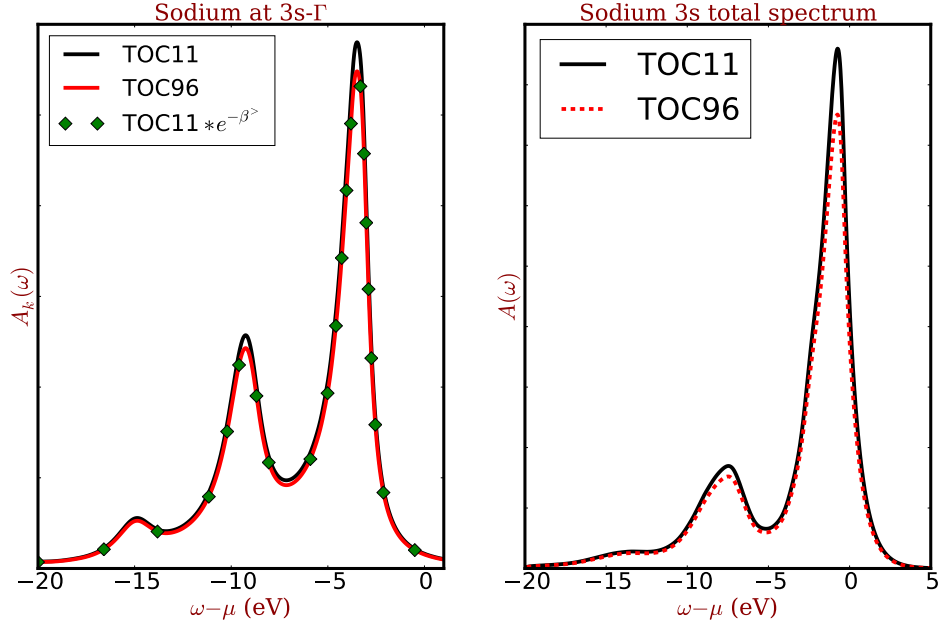 Sodium at 3s-Γ
TOC11
TOC96
TOC11 ∗e^{−β^>}
A_k(ω)
−20 −15 −10 −5 0
ω−μ (eV)
Sodium 3s total spectrum
TOC11
TOC96
A(ω)
−20 −15 −10 −5 0 5
ω−μ (eV)